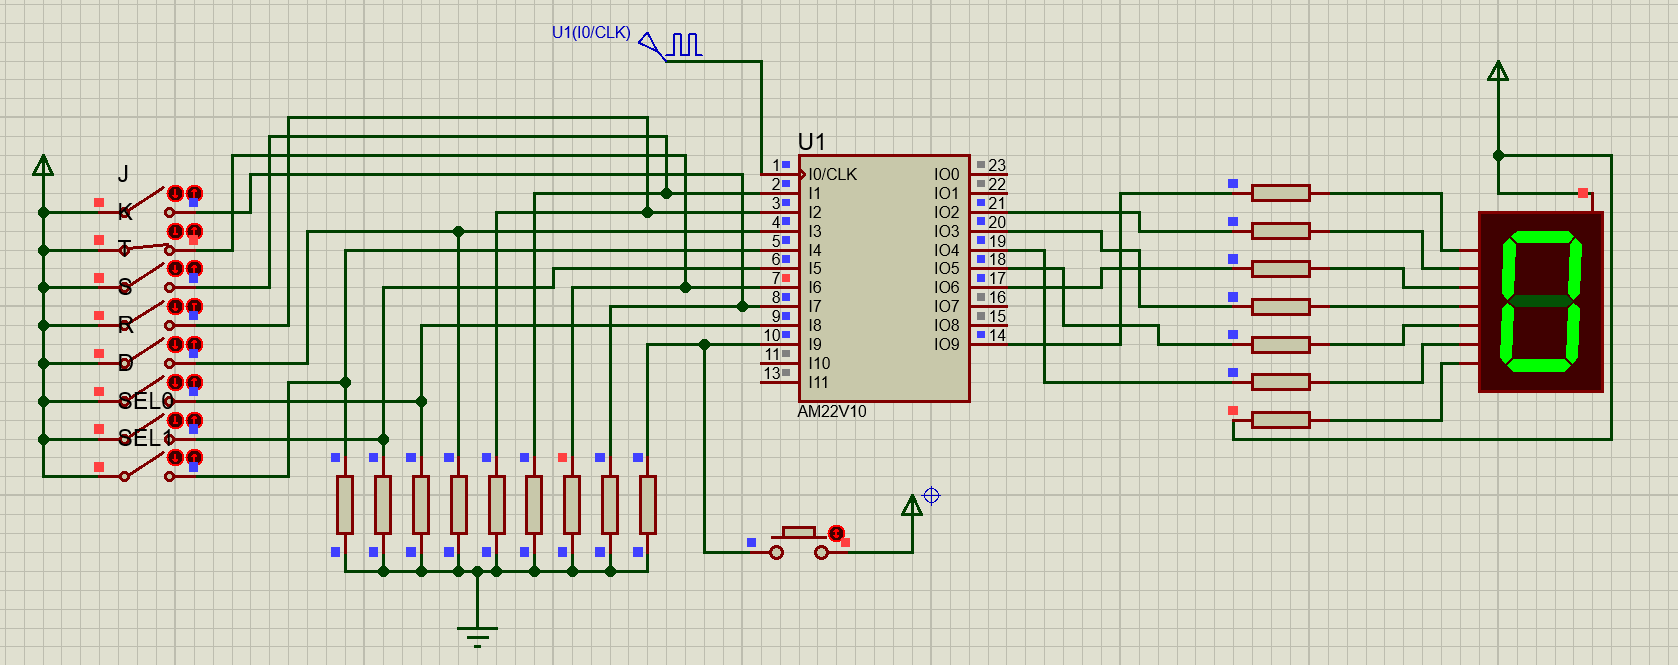 U1(I0/CLK)
U1
J
K
T
S
R
D
SEL0
SEL1
1 I0/CLK IO0 23
2 I1 IO1 22
3 I2 IO2 21
4 I3 IO3 20
5 I4 IO4 19
6 I5 IO5 18
7 I6 IO6 17
8 I7 IO7 16
9 I8 IO8 15
10 I9 IO9 14
11 I10
13 I11
AM22V10
0